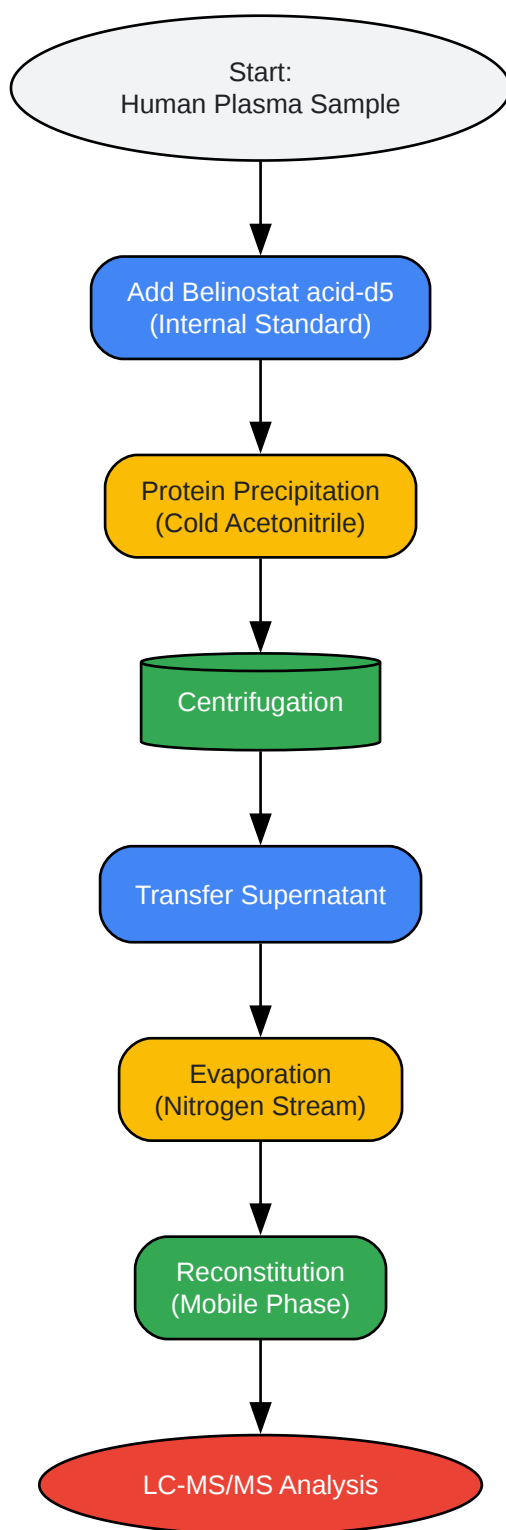 Start:
Human Plasma Sample
Add Belinostat acid-d5
(Internal Standard)
Protein Precipitation
(Cold Acetonitrile)
Centrifugation
Transfer Supernatant
Evaporation
(Nitrogen Stream)
Reconstitution
(Mobile Phase)
LC-MS/MS Analysis